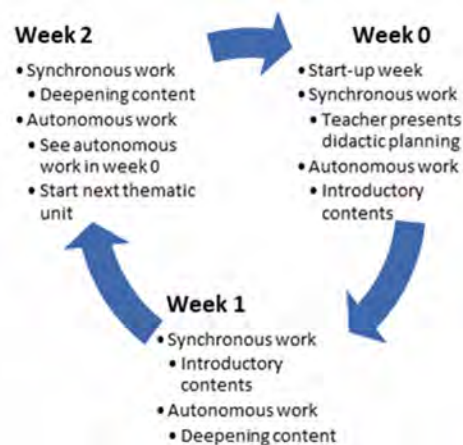 Week 2
• Synchronous work
• Deepening content
• Autonomous work
• See autonomous
work in week 0
• Start next thematic
unit
Week 0
• Start-up week
• Synchronous work
• Teacher presents
didactic planning
• Autonomous work
• Introductory
contents
Week 1
• Synchronous work
• Introductory
contents
• Autonomous work
• Deepening content